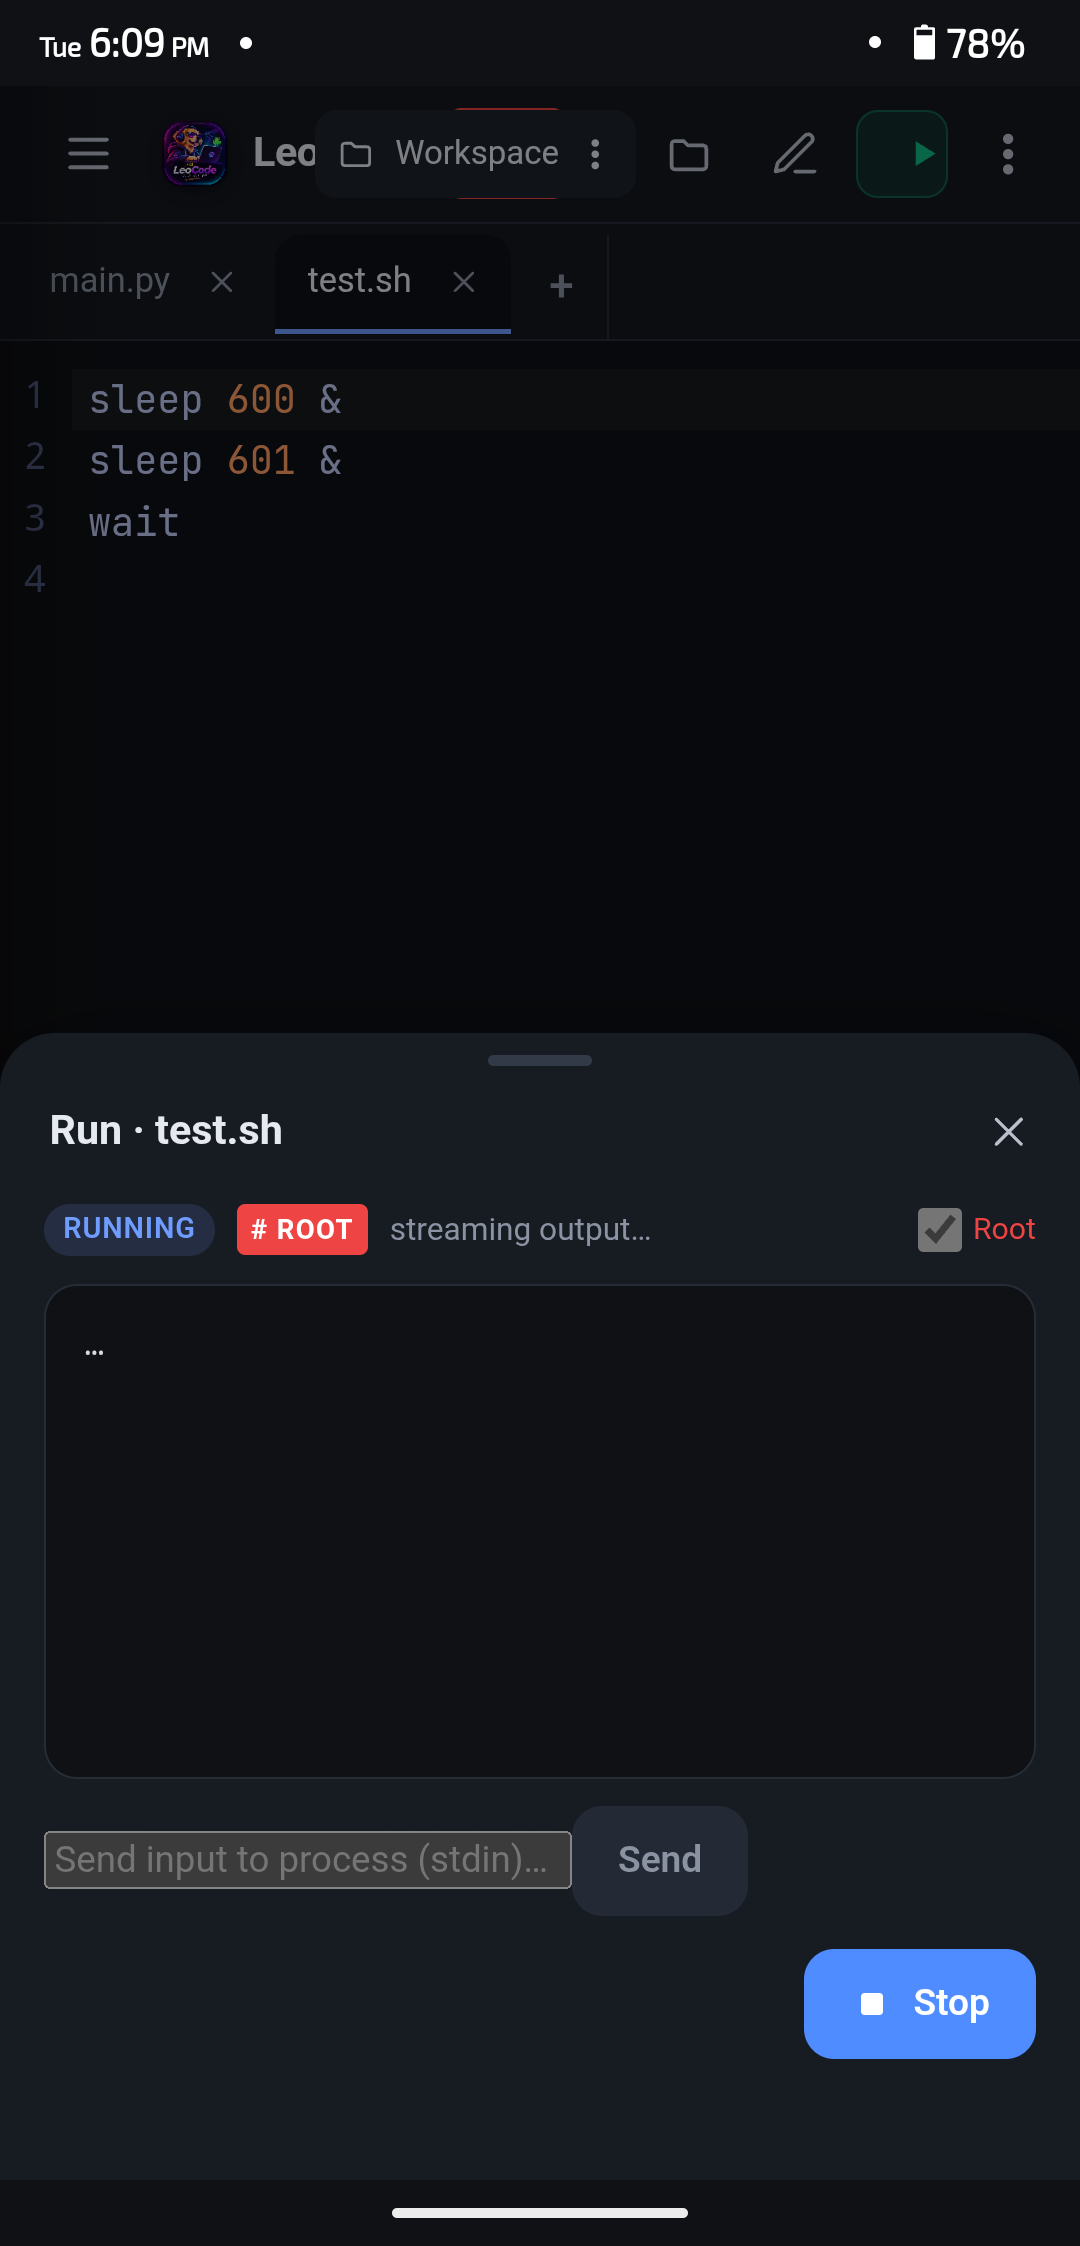 Tue 6:09 PM
78%
LeoCode
Leo
Workspace
main.py
test.sh
+
1 sleep 600 &
2 sleep 601 &
3 wait
4
Run · test.sh
RUNNING
# ROOT
streaming output…
Root
…
Send input to process (stdin)…
Send
Stop